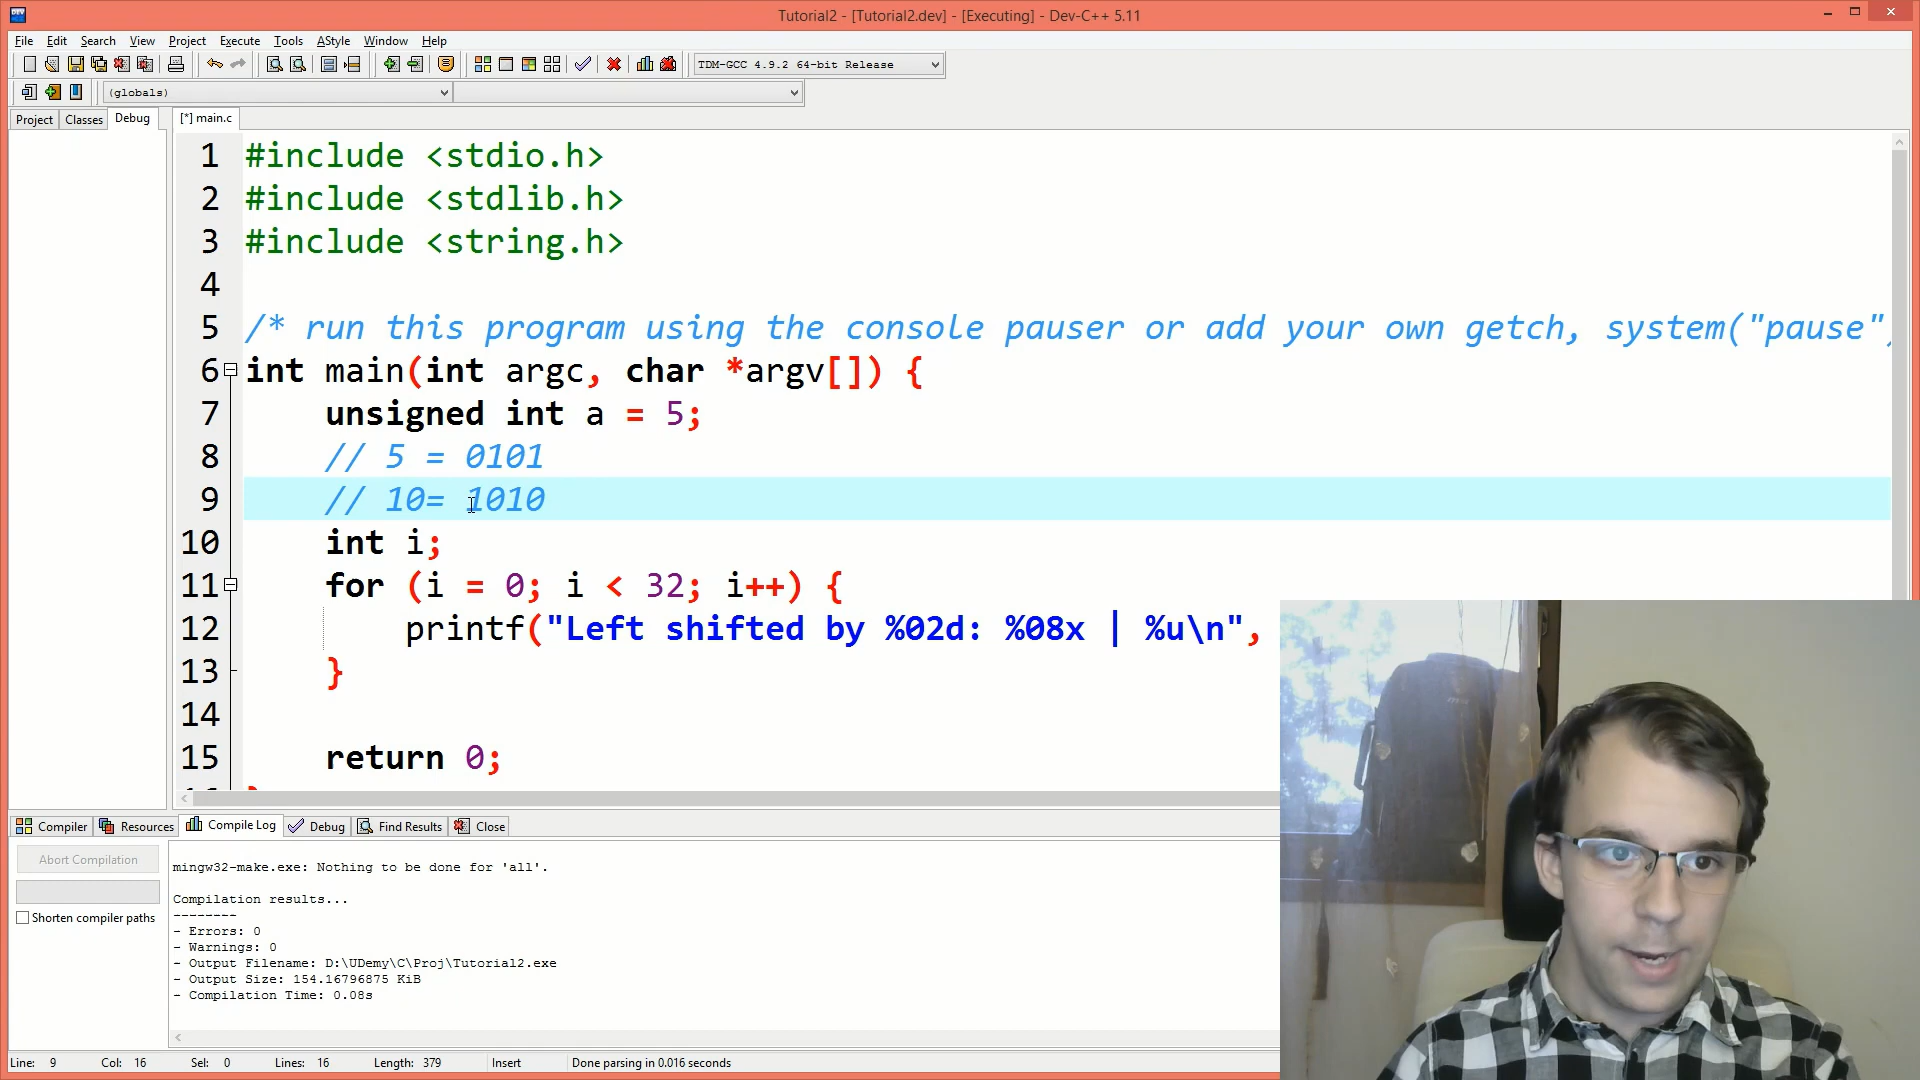 Tutorial2 - [Tutorial2.dev] - [Executing] - Dev-C++ 5.11
File Edit Search View Project Execute Tools AStyle Window Help
TDM-GCC 4.9.2 64-bit Release
(globals)
Project Classes Debug [*] main.c
1 #include <stdio.h>
2 #include <stdlib.h>
3 #include <string.h>
4
5 /* run this program using the console pauser or add your own getch, system("pause")
6 int main(int argc, char *argv[]) {
7 unsigned int a = 5;
8 // 5 = 0101
9 // 10= 1010
10 int i;
11 for (i = 0; i < 32; i++) {
12 printf("Left shifted by %02d: %08x | %u\n",
13 }
14
15 return 0;
Compiler Resources Compile Log Debug Find Results Close
Abort Compilation
Shorten compiler paths
mingw32-make.exe: Nothing to be done for 'all'.
Compilation results...
--------
- Errors: 0
- Warnings: 0
- Output Filename: D:\UDemy\C\Proj\Tutorial2.exe
- Output Size: 154.16796875 KiB
- Compilation Time: 0.08s
Line: 9 Col: 16 Sel: 0 Lines: 16 Length: 379 Insert Done parsing in 0.016 seconds